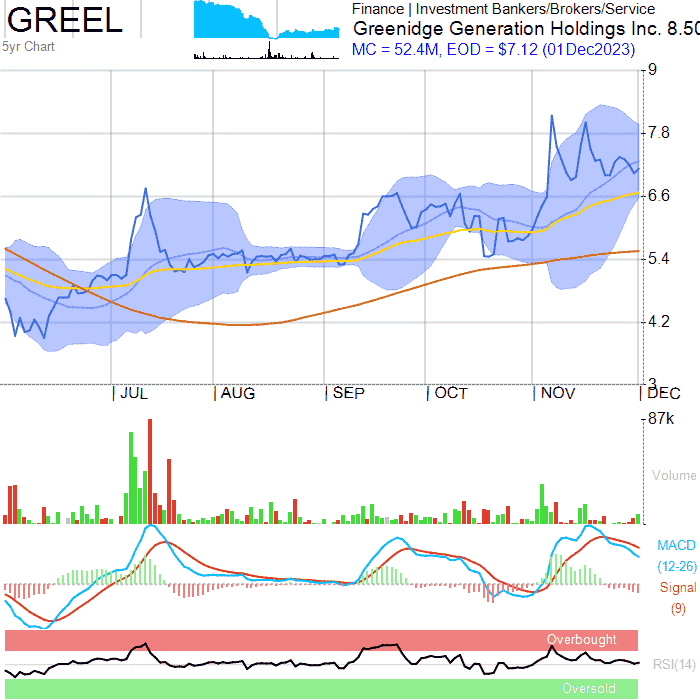 GREEL
5yr Chart
Finance | Investment Bankers/Brokers/Service
Greenidge Generation Holdings Inc. 8.50
MC = 52.4M, EOD = $7.12 (01Dec2023)
9
7.8
6.6
5.4
4.2
3
JUL AUG SEP OCT NOV DEC
87k
Volume
MACD
(12-26)
Signal
(9)
Overbought
RSI(14)
Oversold